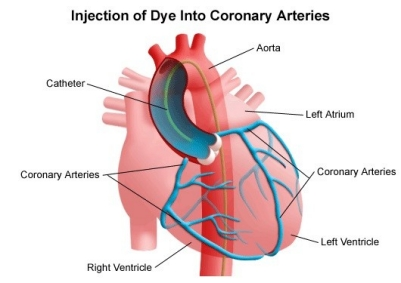 Injection of Dye Into Coronary Arteries
Aorta
Catheter
Left Atrium
Coronary Arteries
Coronary Arteries
Left Ventricle
Right Ventricle